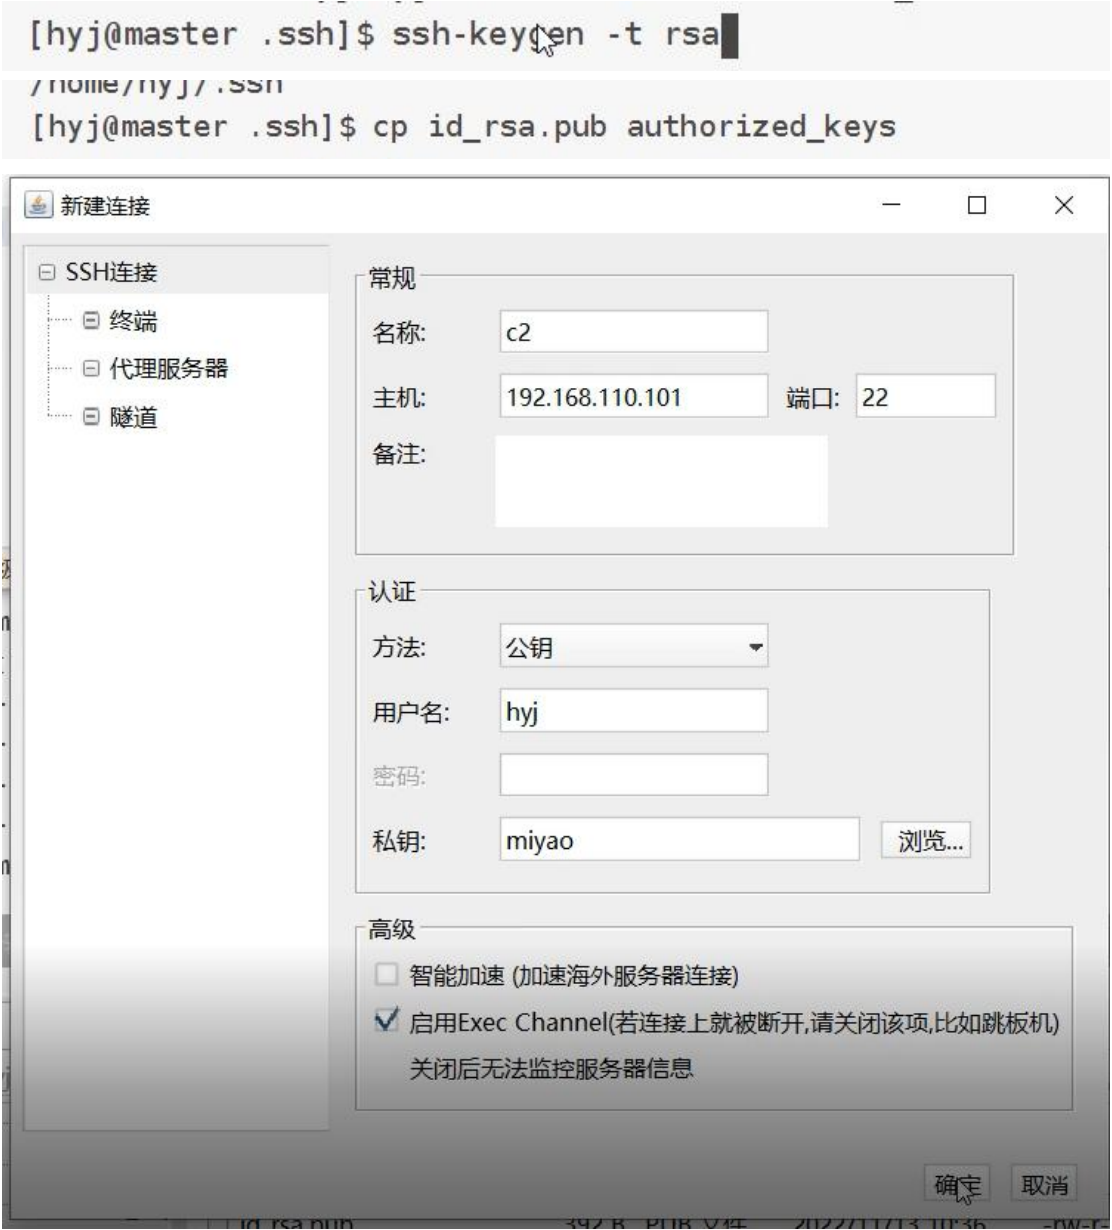 [hyj@master .ssh]$ ssh-keygen -t rsa
/home/hyj/.ssh
[hyj@master .ssh]$ cp id_rsa.pub authorized_keys
新建连接
SSH连接
终端
代理服务器
隧道
常规
名称: c2
主机: 192.168.110.101 端口: 22
备注:
认证
方法: 公钥
用户名: hyj
密码:
私钥: miyao 浏览...
高级
智能加速 (加速海外服务器连接)
启用Exec Channel(若连接上就被断开,请关闭该项,比如跳板机)
关闭后无法监控服务器信息
确定 取消
id_rsa.pub 392 B PUB 文件 2022/11/13 10:36 -rw-r-